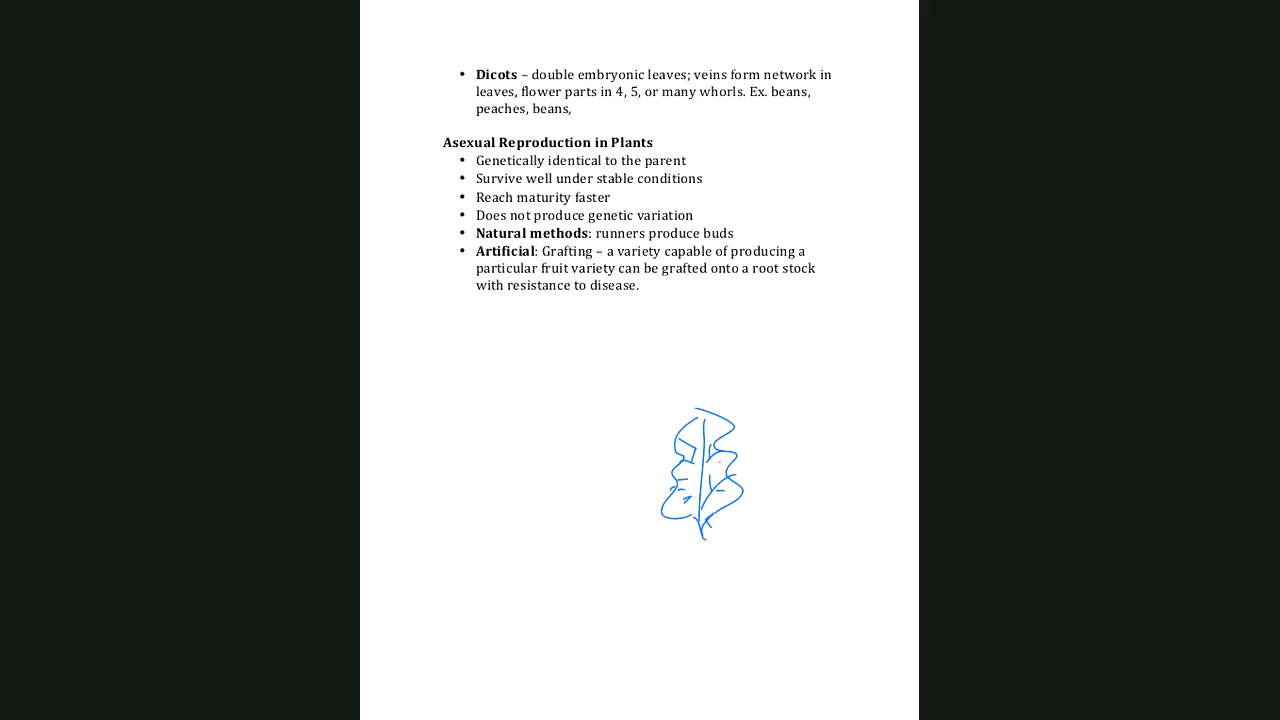 • Dicots – double embryonic leaves; veins form network in
leaves, flower parts in 4, 5, or many whorls. Ex. beans,
peaches, beans,
Asexual Reproduction in Plants
• Genetically identical to the parent
• Survive well under stable conditions
• Reach maturity faster
• Does not produce genetic variation
• Natural methods: runners produce buds
• Artificial: Grafting – a variety capable of producing a
particular fruit variety can be grafted onto a root stock
with resistance to disease.